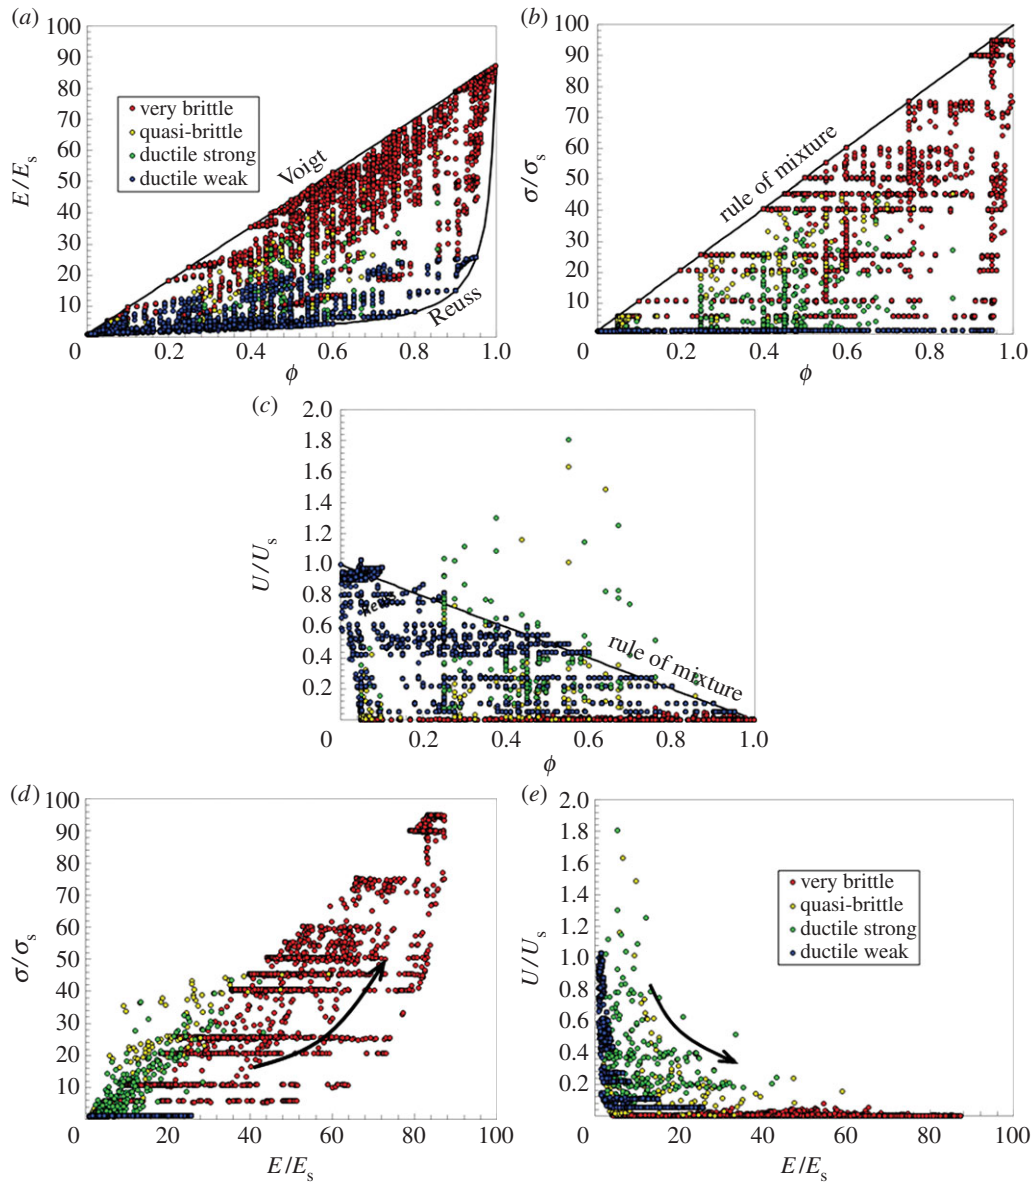 (a)
100
90
80
70
60
50
40
30
20
10
E/Es
very brittle
quasi-brittle
ductile strong
ductile weak
Voigt
Reuss
0
0.2
0.4
0.6
0.8
1.0
ϕ
(b)
100
90
80
70
60
50
40
30
20
10
σ/σs
rule of mixture
0
0.2
0.4
0.6
0.8
1.0
ϕ
(c)
2.0
1.8
1.6
1.4
1.2
1.0
0.8
0.6
0.4
0.2
U/Us
rule of mixture
0
0.2
0.4
0.6
0.8
1.0
ϕ
(d)
100
90
80
70
60
50
40
30
20
10
σ/σs
0
20
40
60
80
100
E/Es
(e)
2.0
1.8
1.6
1.4
1.2
1.0
0.8
0.6
0.4
0.2
U/Us
very brittle
quasi-brittle
ductile strong
ductile weak
0
20
40
60
80
100
E/Es